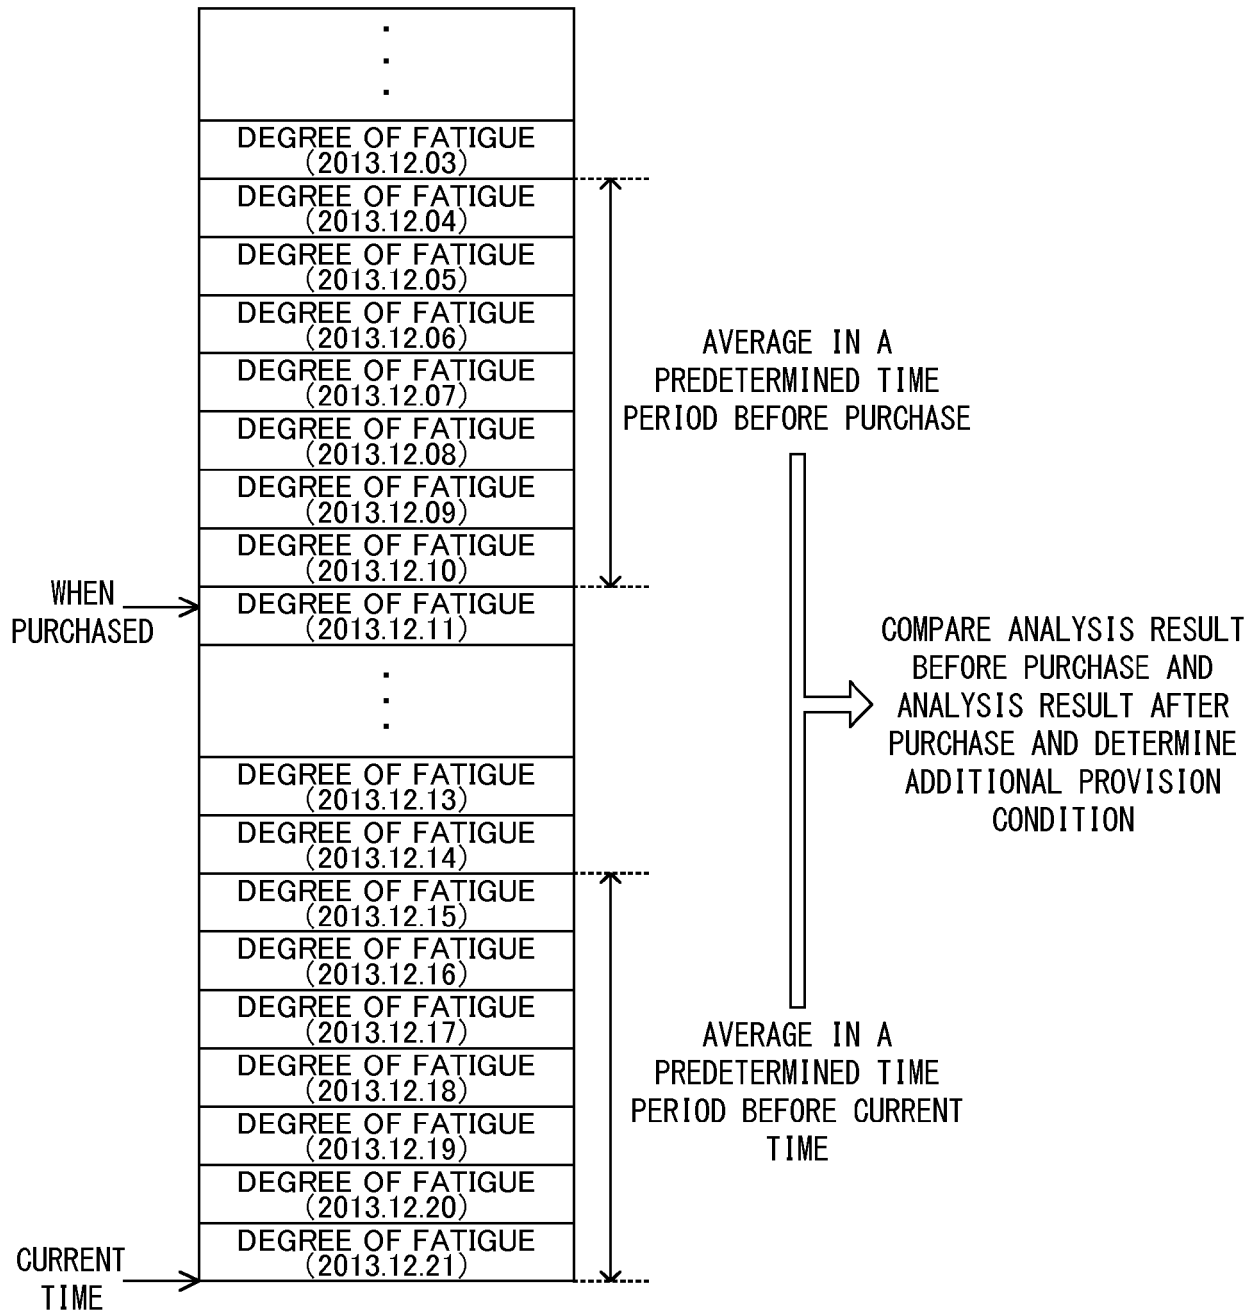 DEGREE OF FATIGUE
(2013.12.03)
DEGREE OF FATIGUE
(2013.12.04)
DEGREE OF FATIGUE
(2013.12.05)
DEGREE OF FATIGUE
(2013.12.06)
DEGREE OF FATIGUE
(2013.12.07)
DEGREE OF FATIGUE
(2013.12.08)
DEGREE OF FATIGUE
(2013.12.09)
DEGREE OF FATIGUE
(2013.12.10)
AVERAGE IN A
PREDETERMINED TIME
PERIOD BEFORE PURCHASE
WHEN
PURCHASED
DEGREE OF FATIGUE
(2013.12.11)
COMPARE ANALYSIS RESULT
BEFORE PURCHASE AND
ANALYSIS RESULT AFTER
PURCHASE AND DETERMINE
ADDITIONAL PROVISION
CONDITION
DEGREE OF FATIGUE
(2013.12.13)
DEGREE OF FATIGUE
(2013.12.14)
DEGREE OF FATIGUE
(2013.12.15)
DEGREE OF FATIGUE
(2013.12.16)
DEGREE OF FATIGUE
(2013.12.17)
DEGREE OF FATIGUE
(2013.12.18)
DEGREE OF FATIGUE
(2013.12.19)
DEGREE OF FATIGUE
(2013.12.20)
DEGREE OF FATIGUE
(2013.12.21)
AVERAGE IN A
PREDETERMINED TIME
PERIOD BEFORE CURRENT
TIME
CURRENT
TIME